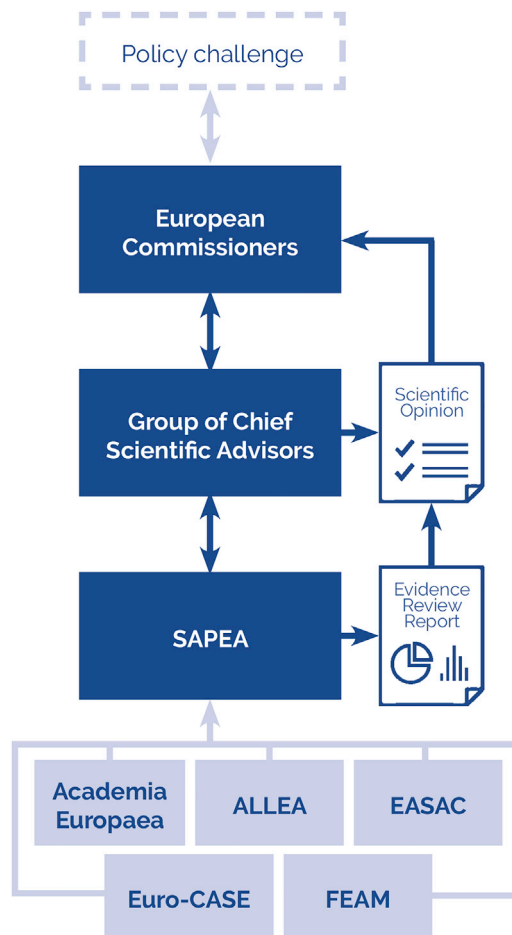 Policy challenge
European
Commissioners
Group of Chief
Scientific Advisors
Scientific
Opinion
SAPEA
Evidence
Review
Report
Academia
Europaea
ALLEA
EASAC
Euro-CASE
FEAM